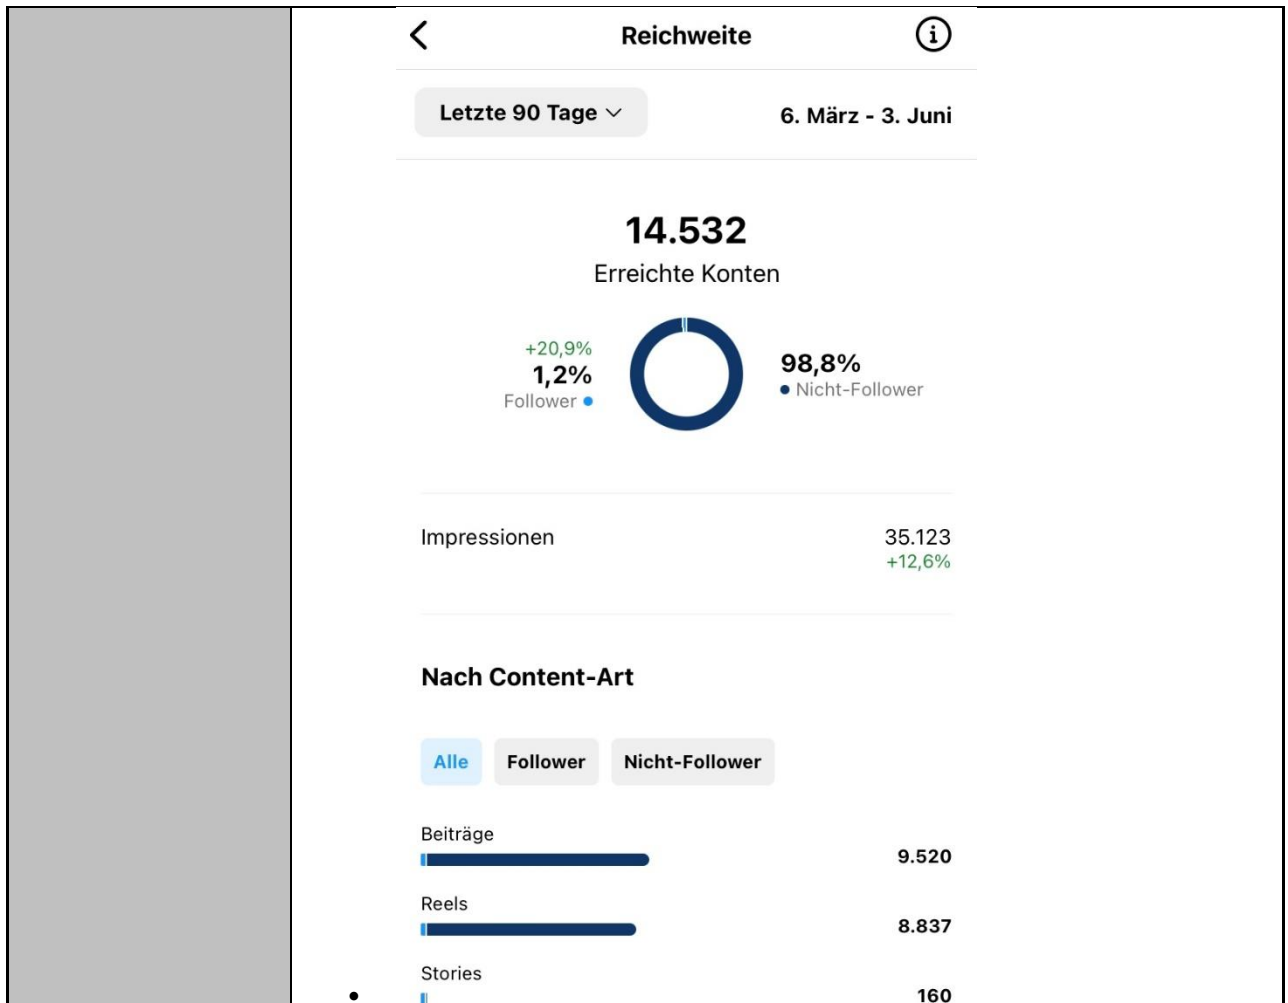 Reichweite
Letzte 90 Tage
6. März - 3. Juni
14.532
Erreichte Konten
+20,9%
1,2%
Follower
98,8%
Nicht-Follower
Impressionen
35.123
+12,6%
Nach Content-Art
Alle Follower Nicht-Follower
Beiträge
9.520
Reels
8.837
Stories
160